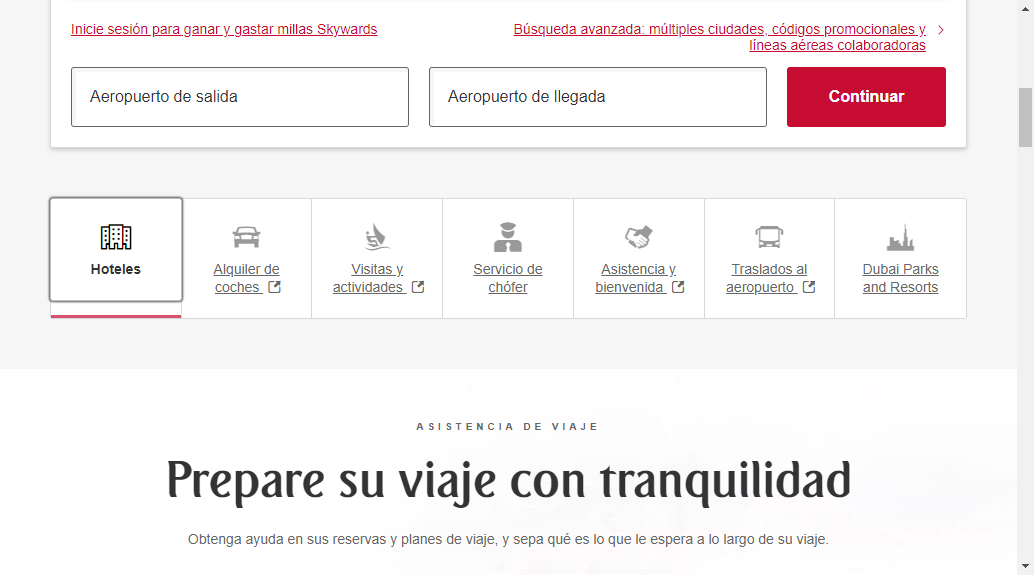 Inicie sesión para ganar y gastar millas Skywards
Búsqueda avanzada: múltiples ciudades, códigos promocionales y
líneas aéreas colaboradoras
Aeropuerto de salida
Aeropuerto de llegada
Continuar
Hoteles
Alquiler de
coches
Visitas y
actividades
Servicio de
chófer
Asistencia y
bienvenida
Traslados al
aeropuerto
Dubai Parks
and Resorts
ASISTENCIA DE VIAJE
Prepare su viaje con tranquilidad
Obtenga ayuda en sus reservas y planes de viaje, y sepa qué es lo que le espera a lo largo de su viaje.